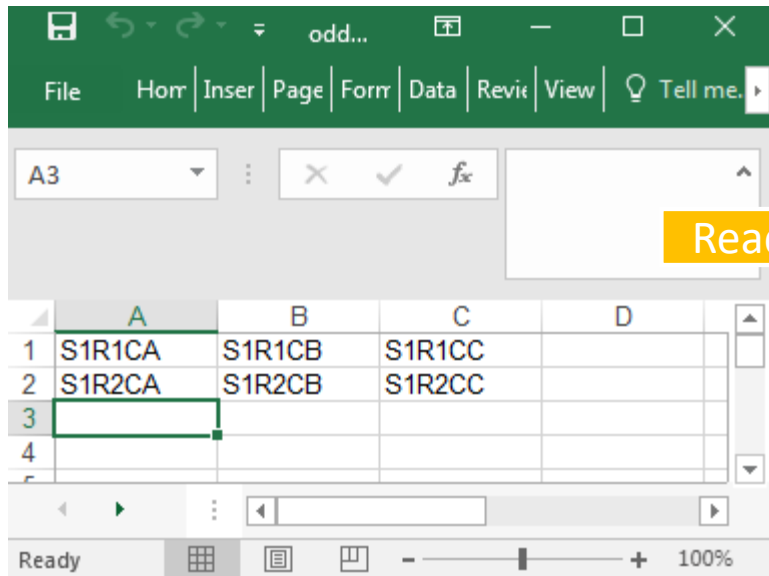 odd...
File Hom Inser Page Form Data Revie View Tell me.
A3 fx
Read
A B C D
1 S1R1CA S1R1CB S1R1CC
2 S1R2CA S1R2CB S1R2CC
3
4
Ready 100%